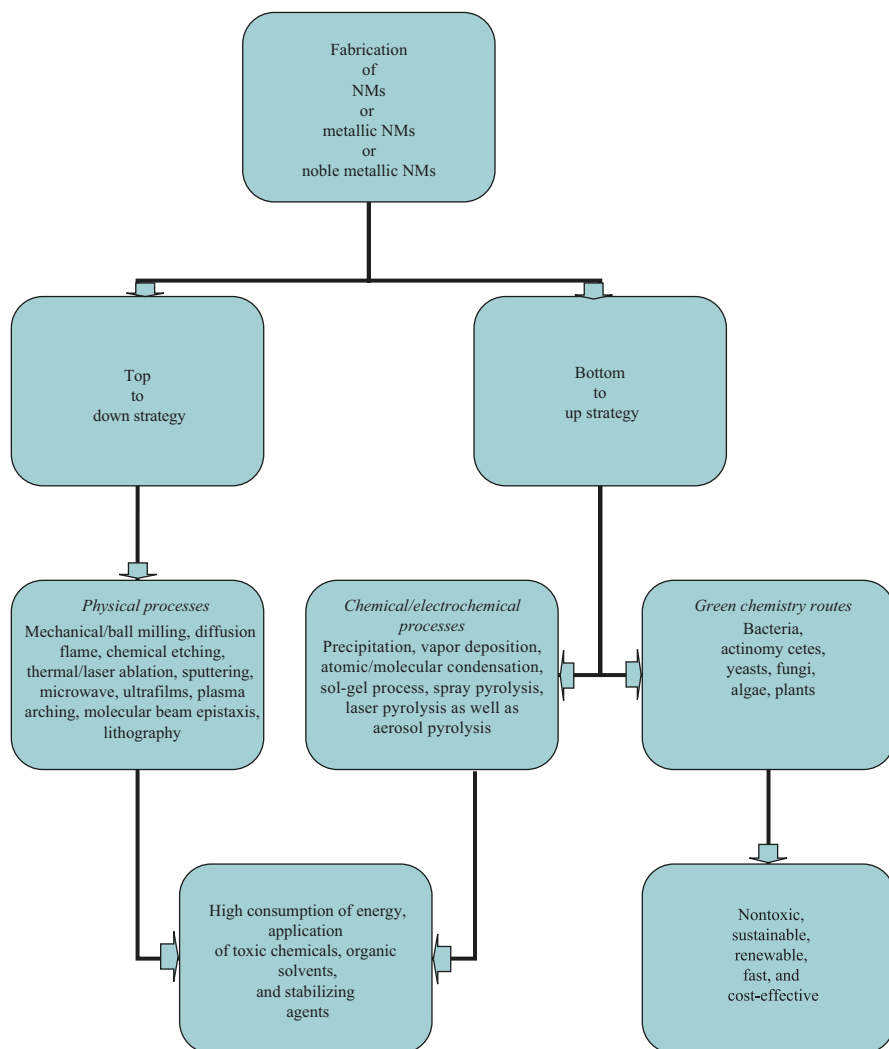 Fabrication
of
NMs
or
metallic NMs
or
noble metallic NMs
Top
to
down strategy
Bottom
to
up strategy
Physical processes
Mechanical/ball milling, diffusion
flame, chemical etching,
thermal/laser ablation, sputtering,
microwave, ultrafilms, plasma
arching, molecular beam epistaxis,
lithography
Chemical/electrochemical
processes
Precipitation, vapor deposition,
atomic/molecular condensation,
sol-gel process, spray pyrolysis,
laser pyrolysis as well as
aerosol pyrolysis
Green chemistry routes
Bacteria,
actinomy cetes,
yeasts, fungi,
algae, plants
High consumption of energy,
application
of toxic chemicals, organic
solvents,
and stabilizing
agents
Nontoxic,
sustainable,
renewable,
fast, and
cost-effective